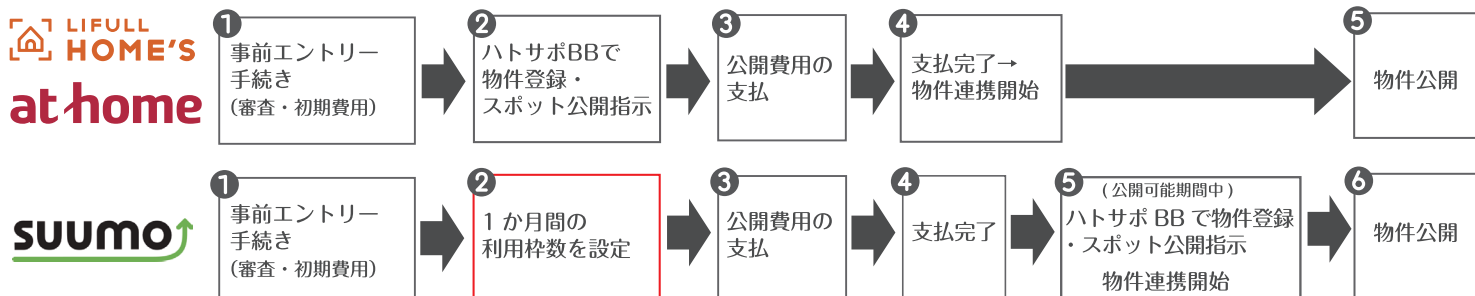 LIFULL
HOME'S
at home
1
事前エントリー
手続き
(審査・初期費用)
2
ハトサポBBで
物件登録・
スポット公開指示
3
公開費用の
支払
4
支払完了→
物件連携開始
5
物件公開
suumo
1
事前エントリー
手続き
(審査・初期費用)
2
1か月間の
利用枠数を設定
3
公開費用の
支払
4
支払完了
5
(公開可能期間中)
ハトサポ BB で物件登録
・スポット公開指示
物件連携開始
6
物件公開